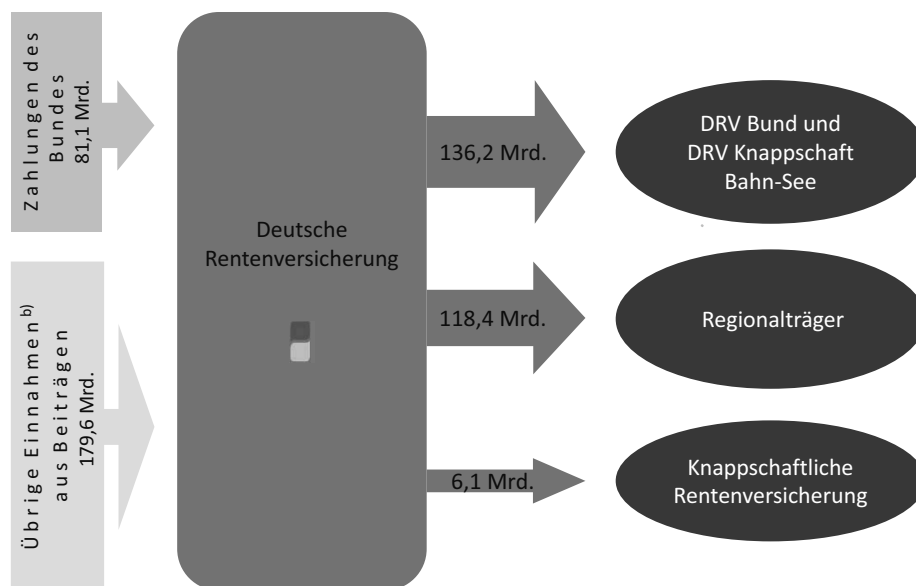 Zahlungen des
Bundes
81,1 Mrd.
Übrige Einnahmen b)
aus Beiträgen
179,6 Mrd.
Deutsche
Rentenversicherung
136,2 Mrd.
118,4 Mrd.
6,1 Mrd.
DRV Bund und
DRV Knappschaft
Bahn-See
Regionalträger
Knappschaftliche
Rentenversicherung